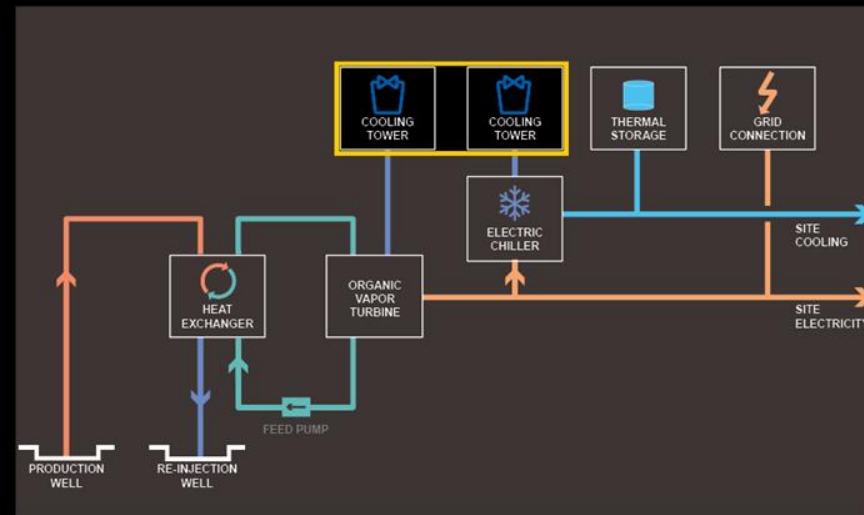 COOLING
TOWER
COOLING
TOWER
THERMAL
STORAGE
GRID
CONNECTION
ELECTRIC
CHILLER
SITE
COOLING
HEAT
EXCHANGER
ORGANIC
VAPOR
TURBINE
SITE
ELECTRICITY
FEED PUMP
PRODUCTION
WELL
RE-INJECTION
WELL